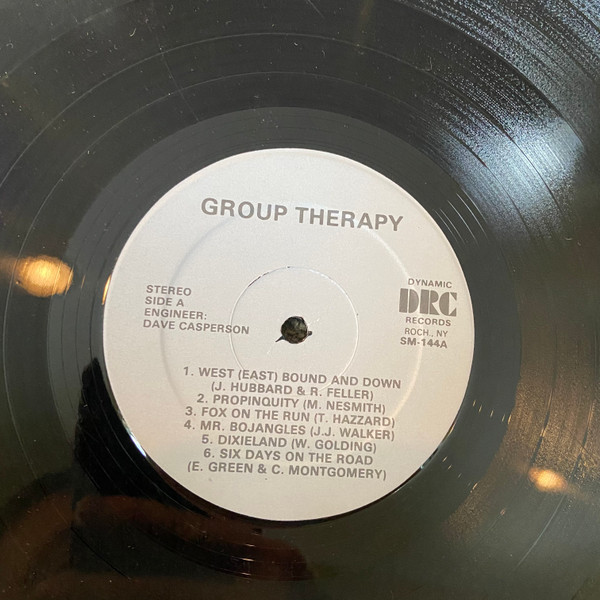 GROUP THERAPY
STEREO
SIDE A
ENGINEER:
DAVE CASPERSON
DYNAMIC
DRC
RECORDS
ROCH., NY
SM-144A
1. WEST (EAST) BOUND AND DOWN
(J. HUBBARD & R. FELLER)
2. PROPINQUITY (M. NESMITH)
3. FOX ON THE RUN (T. HAZZARD)
4. MR. BOJANGLES (J.J. WALKER)
5. DIXIELAND (W. GOLDING)
6. SIX DAYS ON THE ROAD
(E. GREEN & C. MONTGOMERY)